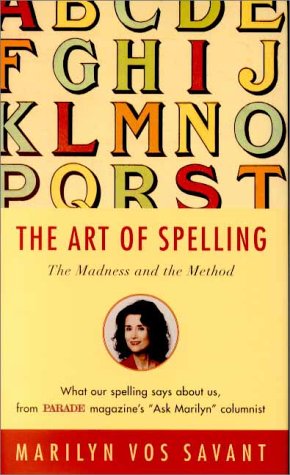 ABCDE
FGHIJ
KLMNO
PQRST
THE ART OF SPELLING
The Madness and the Method
What our spelling says about us,
from PARADE magazine's "Ask Marilyn" columnist
MARILYN VOS SAVANT